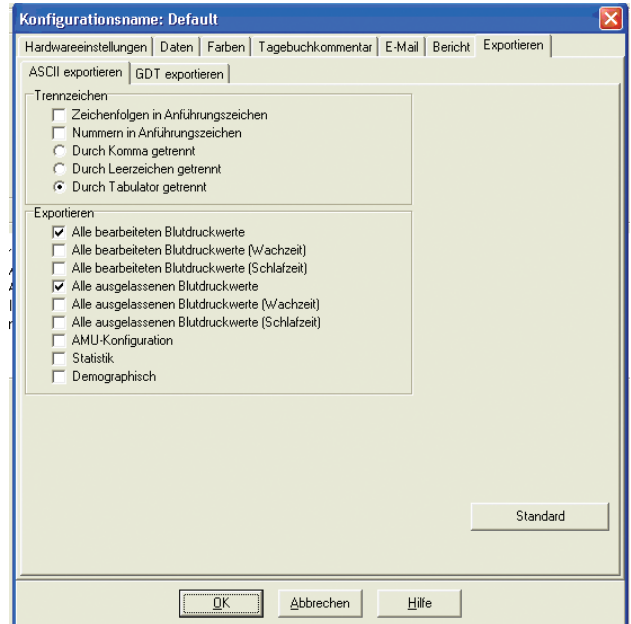 Konfigurationsname: Default
Hardwareeinstellungen Daten Farben Tagebuchkommentar E-Mail Bericht Exportieren
ASCII exportieren GDT exportieren
Trennzeichen
Zeichenfolgen in Anführungszeichen
Nummern in Anführungszeichen
Durch Komma getrennt
Durch Leerzeichen getrennt
Durch Tabulator getrennt
Exportieren
Alle bearbeiteten Blutdruckwerte
Alle bearbeiteten Blutdruckwerte (Wachzeit)
Alle bearbeiteten Blutdruckwerte (Schlafzeit)
Alle ausgelassenen Blutdruckwerte
Alle ausgelassenen Blutdruckwerte (Wachzeit)
Alle ausgelassenen Blutdruckwerte (Schlafzeit)
AMU-Konfiguration
Statistik
Demographisch
Standard
OK Abbrechen Hilfe